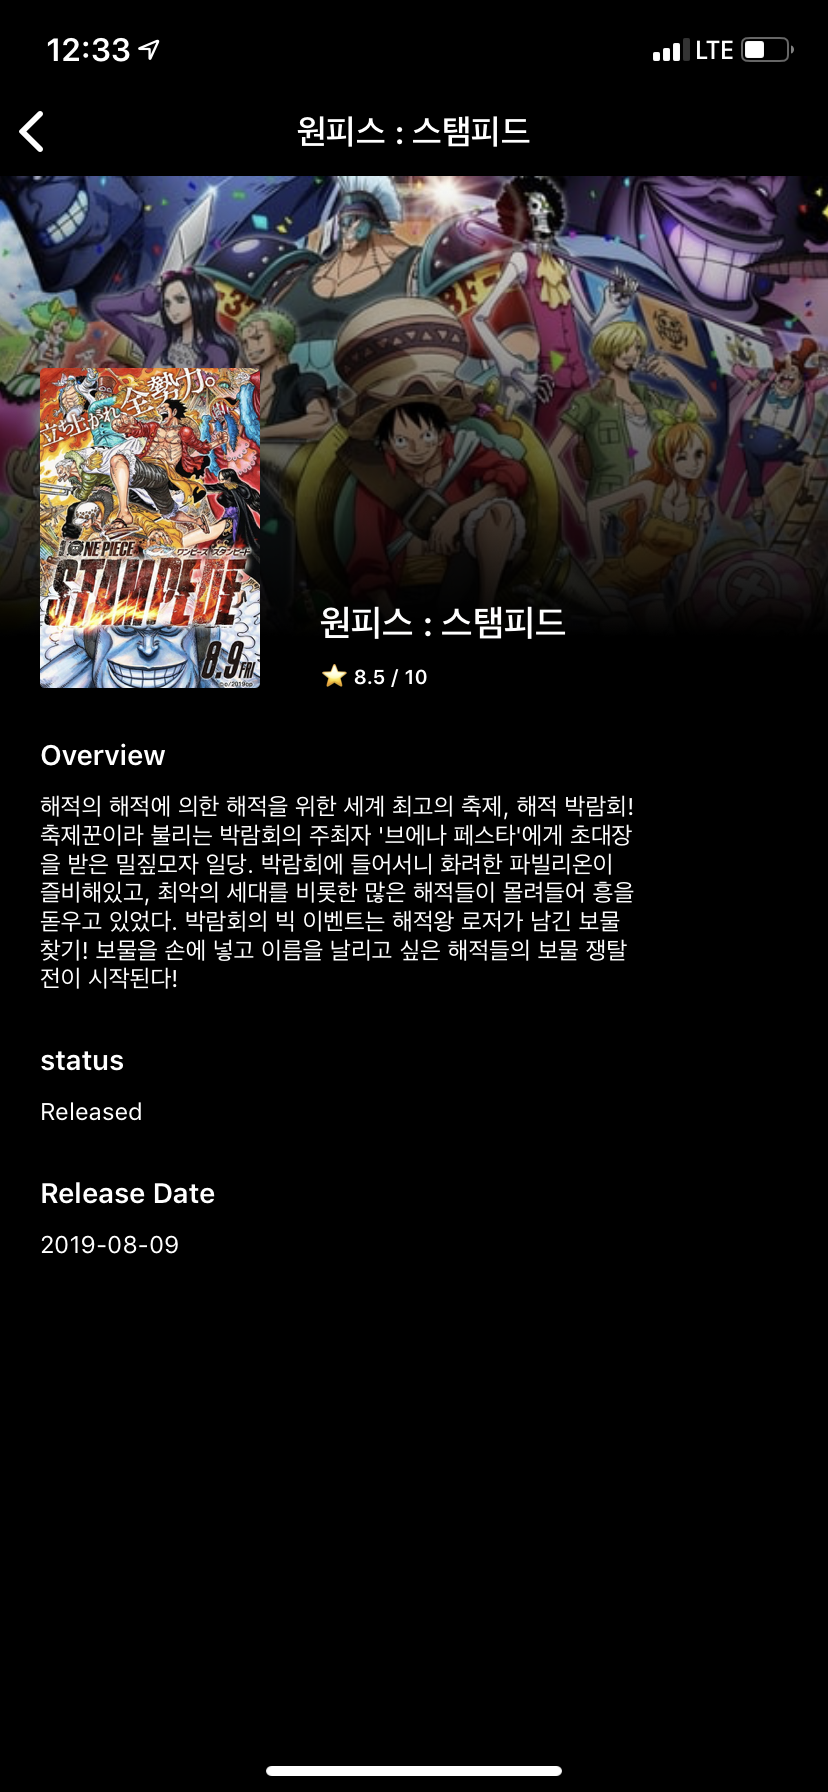 12:33
LTE
원피스 : 스탬피드
立ち上がれ、全勢力。
ONE PIECE
ワンピース スタンピード
STAMPEDE
8.9 FRI
원피스 : 스탬피드
8.5 / 10
Overview
해적의 해적에 의한 해적을 위한 세계 최고의 축제, 해적 박람회!
축제꾼이라 불리는 박람회의 주최자 '브에나 페스타'에게 초대장
을 받은 밀짚모자 일당. 박람회에 들어서니 화려한 파빌리온이
즐비해있고, 최악의 세대를 비롯한 많은 해적들이 몰려들어 흥을
돋우고 있었다. 박람회의 빅 이벤트는 해적왕 로저가 남긴 보물
찾기! 보물을 손에 넣고 이름을 날리고 싶은 해적들의 보물 쟁탈
전이 시작된다!
status
Released
Release Date
2019-08-09